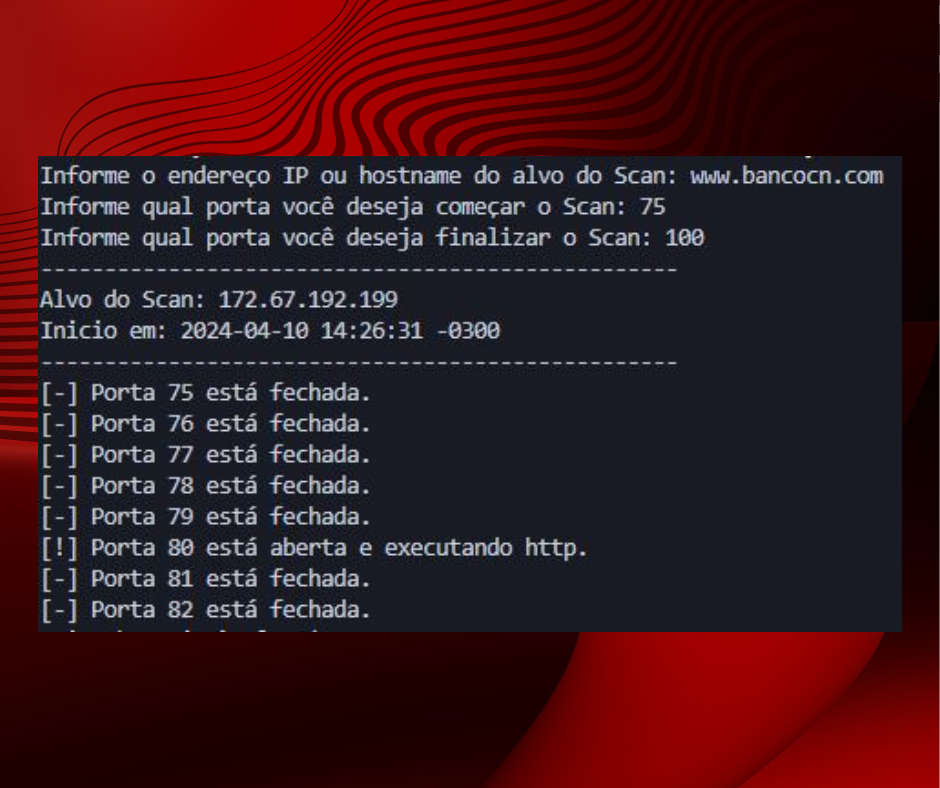 Informe o endereço IP ou hostname do alvo do Scan: www.bancocn.com
Informe qual porta você deseja começar o Scan: 75
Informe qual porta você deseja finalizar o Scan: 100
--------------------------------------------------
Alvo do Scan: 172.67.192.199
Inicio em: 2024-04-10 14:26:31 -0300
--------------------------------------------------
[-] Porta 75 está fechada.
[-] Porta 76 está fechada.
[-] Porta 77 está fechada.
[-] Porta 78 está fechada.
[-] Porta 79 está fechada.
[!] Porta 80 está aberta e executando http.
[-] Porta 81 está fechada.
[-] Porta 82 está fechada.